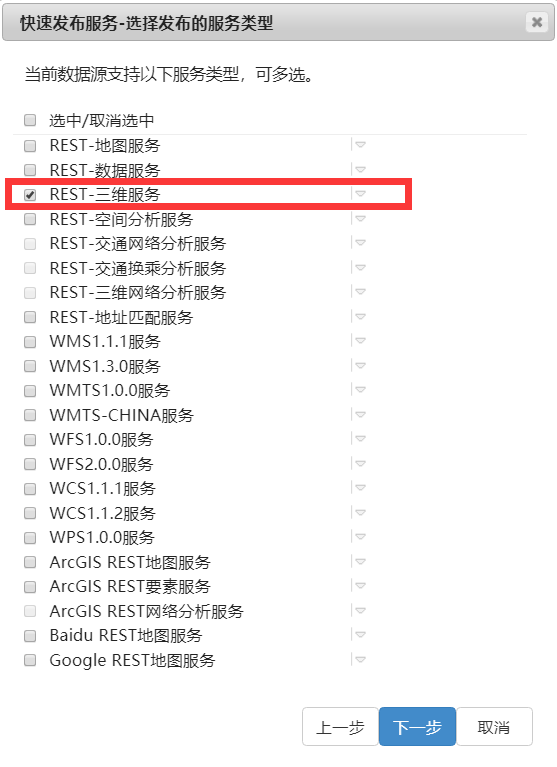 快速发布服务-选择发布的服务类型
当前数据源支持以下服务类型，可多选。
选中/取消选中
REST-地图服务
REST-数据服务
REST-三维服务
REST-空间分析服务
REST-交通网络分析服务
REST-交通换乘分析服务
REST-三维网络分析服务
REST-地址匹配服务
WMS1.1.1服务
WMS1.3.0服务
WMTS1.0.0服务
WMTS-CHINA服务
WFS1.0.0服务
WFS2.0.0服务
WCS1.1.1服务
WCS1.1.2服务
WPS1.0.0服务
ArcGIS REST地图服务
ArcGIS REST要素服务
ArcGIS REST网络分析服务
Baidu REST地图服务
Google REST地图服务
上一步 下一步 取消